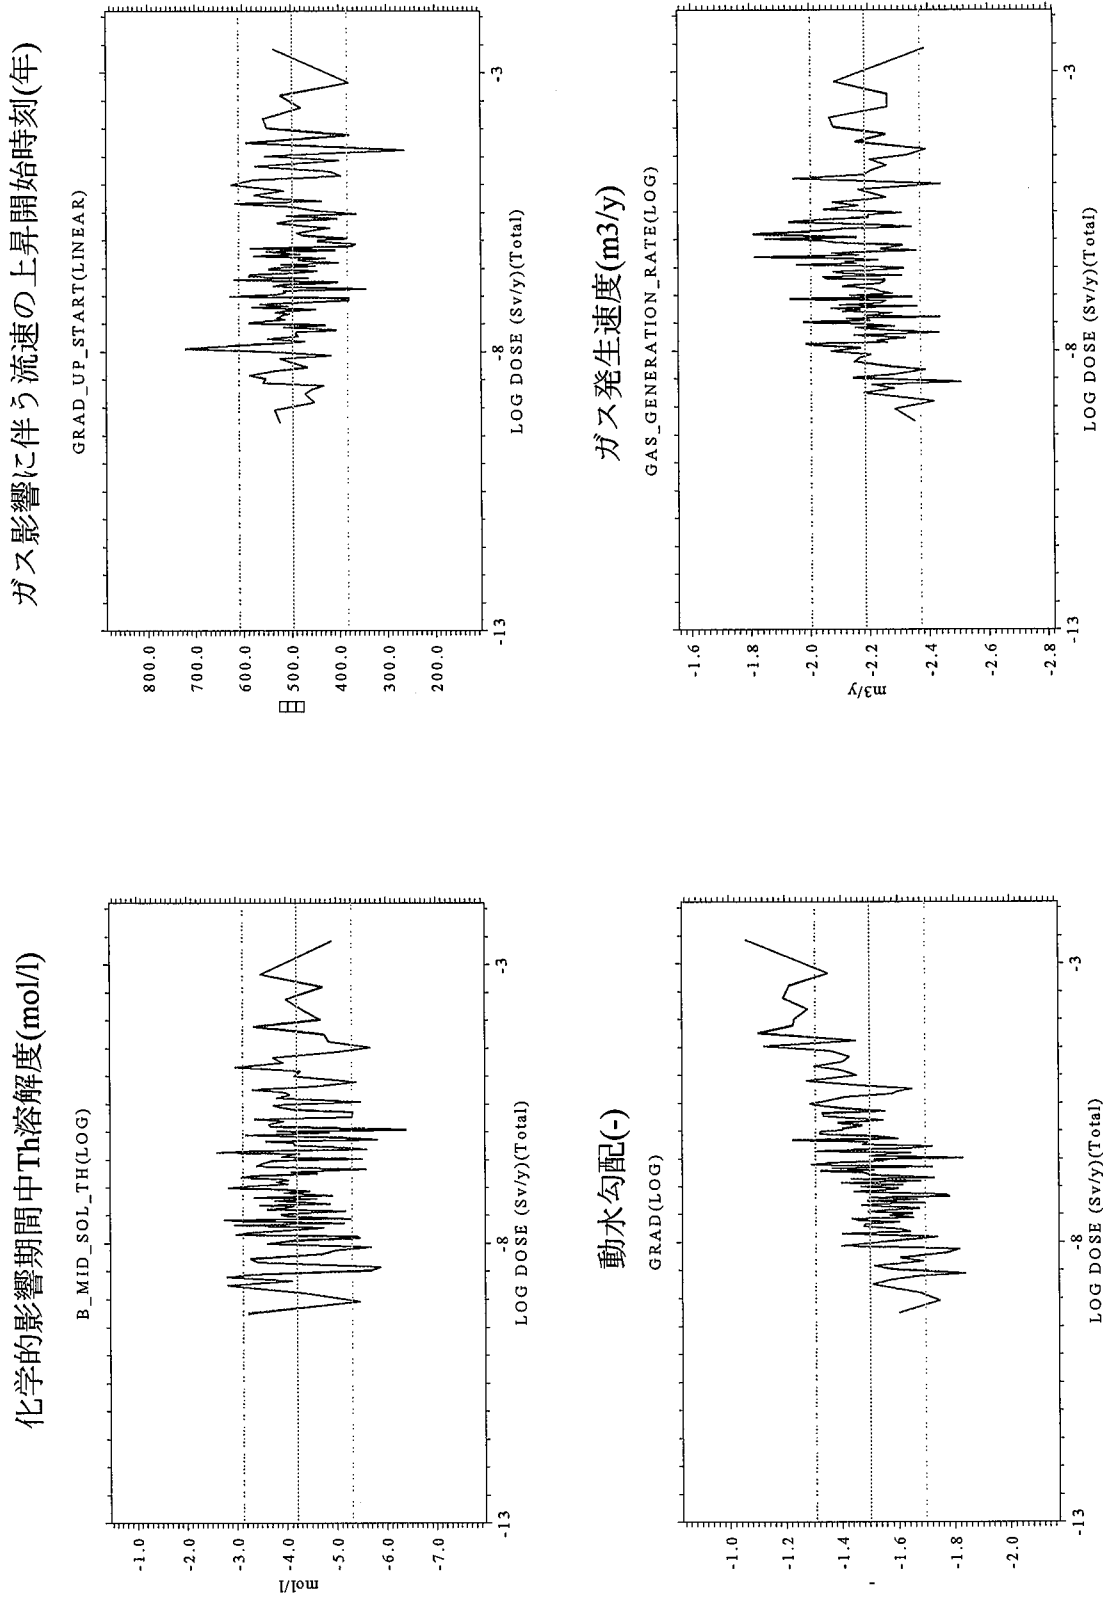 化学的影響期間中Th溶解度(mol/l)
B_MID_SOL_TH(LOG)
-1.0
-2.0
-3.0
-4.0
-5.0
-6.0
-7.0
mol/l
-13
-8
-3
LOG DOSE (Sv/y)(Total)
ガス影響に伴う流速の上昇開始時刻(年)
GRAD_UP_START(LINEAR)
800.0
700.0
600.0
500.0
400.0
300.0
200.0
-13
-8
-3
LOG DOSE (Sv/y)(Total)
動水勾配(-)
GRAD(LOG)
-1.0
-1.2
-1.4
-1.6
-1.8
-2.0
-
-13
-8
-3
LOG DOSE (Sv/y)(Total)
ガス発生速度(m3/y)
GAS_GENERATION_RATE(LOG)
-1.6
-1.8
-2.0
-2.2
-2.4
-2.6
-2.8
m3/y
-13
-8
-3
LOG DOSE (Sv/y)(Total)